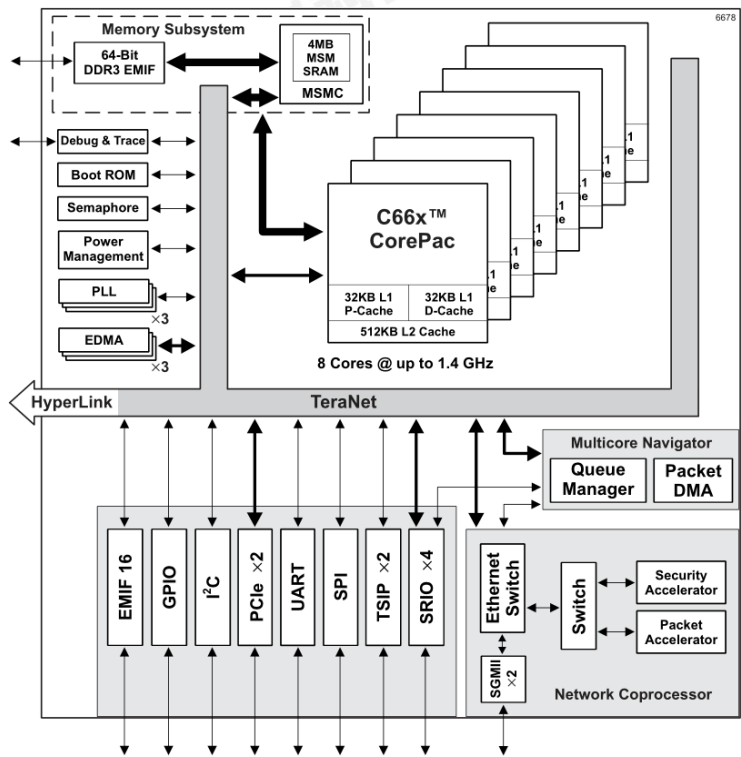 6678
Memory Subsystem
64-Bit
DDR3 EMIF
4MB
MSM
SRAM
MSMC
Debug & Trace
Boot ROM
Semaphore
Power
Management
PLL
×3
EDMA
×3
C66x™
CorePac
32KB L1
P-Cache
32KB L1
D-Cache
512KB L2 Cache
8 Cores @ up to 1.4 GHz
HyperLink
TeraNet
Multicore Navigator
Queue
Manager
Packet
DMA
EMIF 16
GPIO
I²C
PCIe ×2
UART
SPI
TSIP ×2
SRIO ×4
Ethernet
Switch
SGMII
×2
Switch
Security
Accelerator
Packet
Accelerator
Network Coprocessor